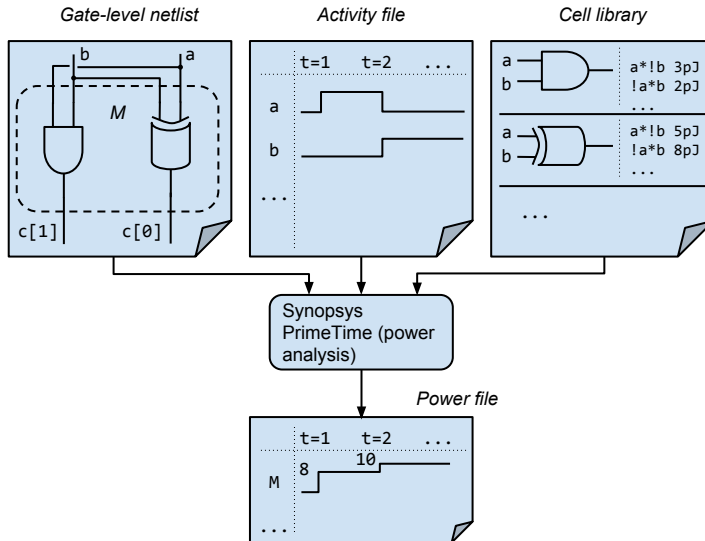 Gate-level netlist
Activity file
Cell library
b
a
M
c[1]
c[0]
t=1 t=2 ...
a
b
...
a
b
a*!b 3pJ
!a*b 2pJ
...
a
b
a*!b 5pJ
!a*b 8pJ
...
...
Synopsys
PrimeTime (power
analysis)
Power file
t=1 t=2 ...
M
8
10
...